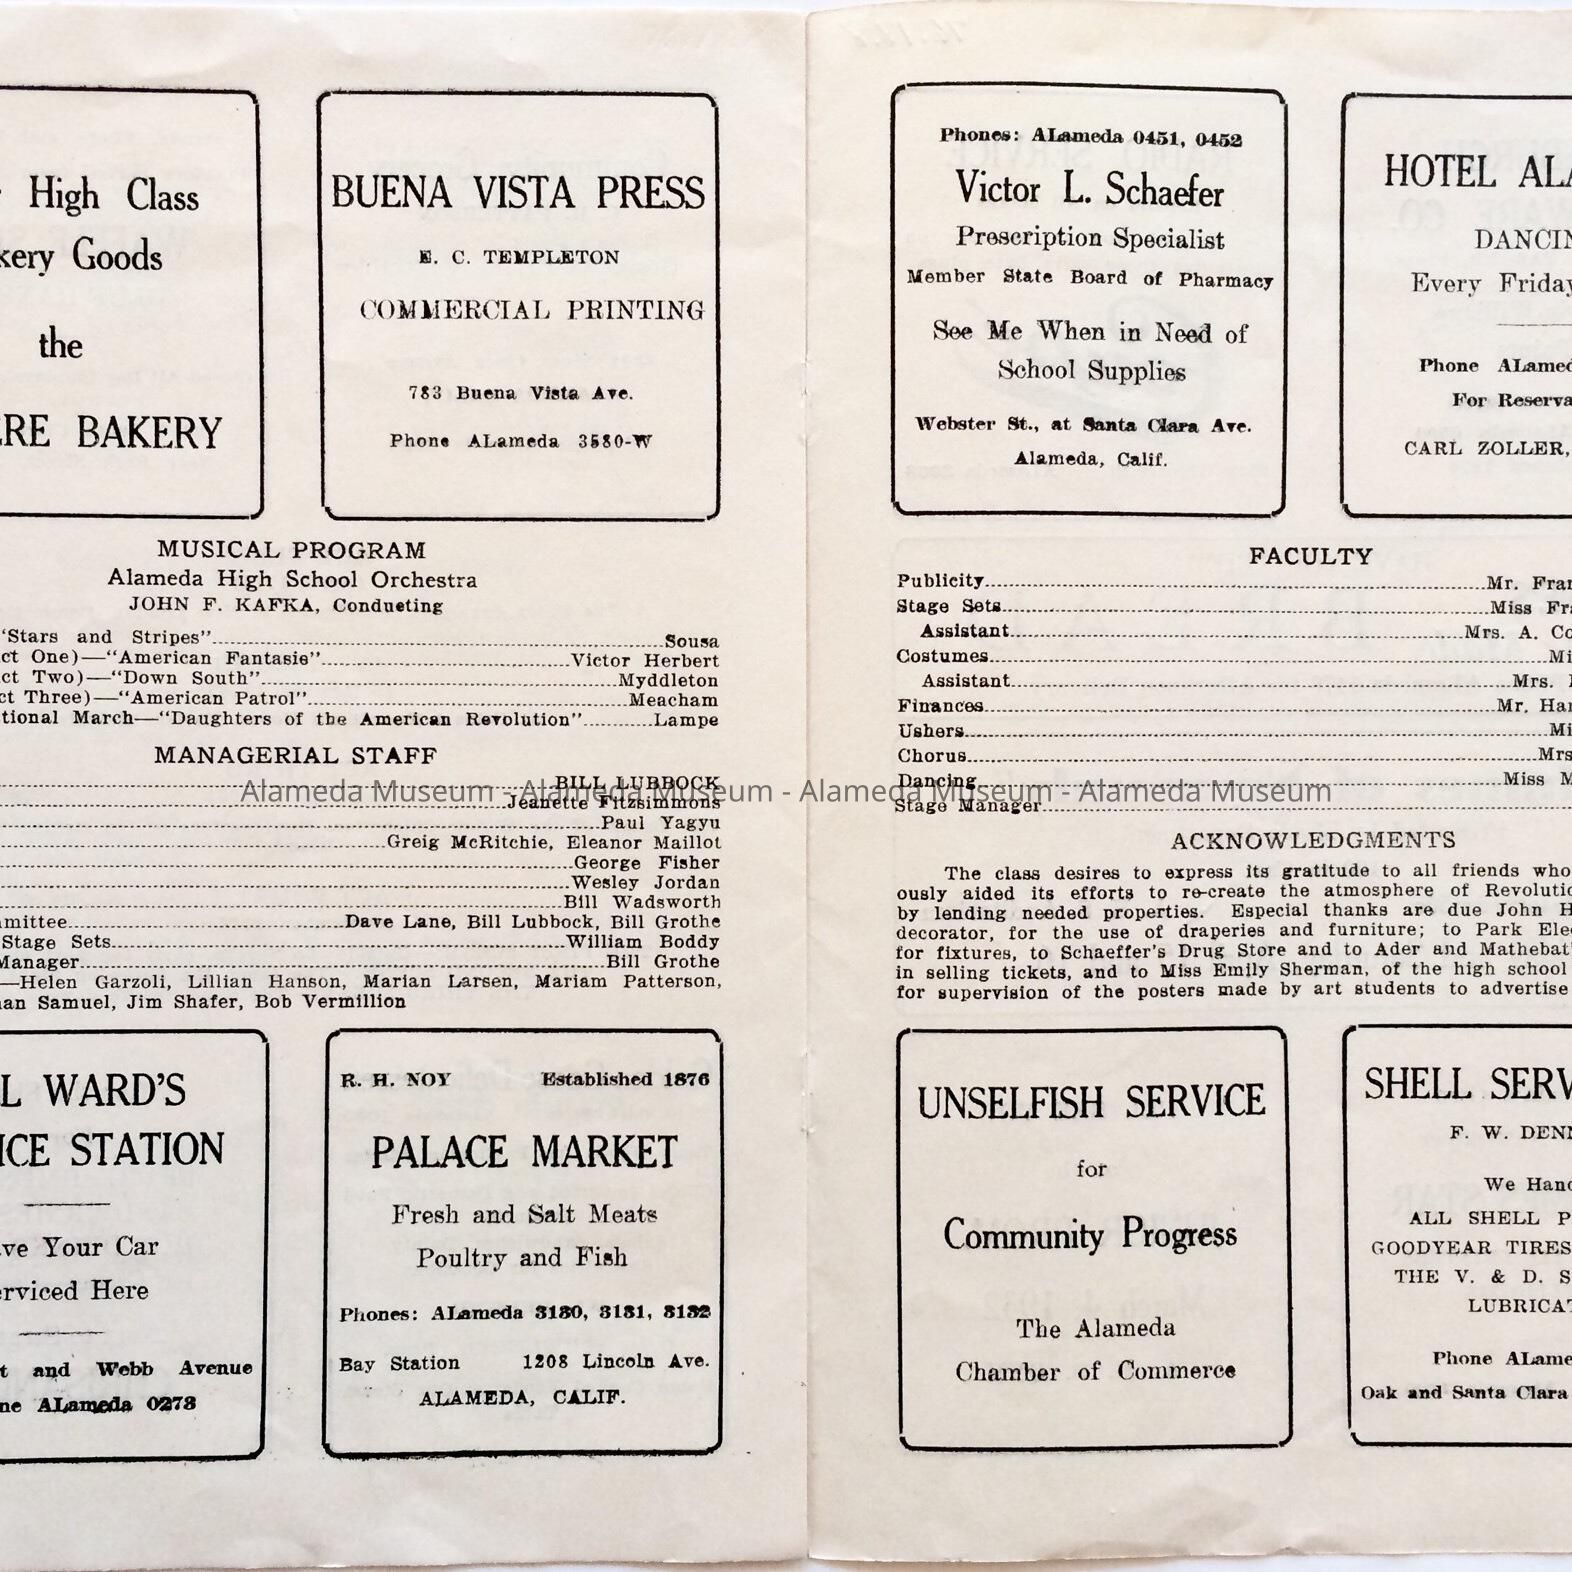 High Class
kery Goods
the
ERE BAKERY
BUENA VISTA PRESS
E. C. TEMPLETON
COMMERCIAL PRINTING
783 Buena Vista Ave.
Phone ALameda 3580-W
MUSICAL PROGRAM
Alameda High School Orchestra
JOHN F. KAFKA, Conducting
"Stars and Stripes"........Sousa
ct One)—"American Fantasie"........Victor Herbert
ct Two)—"Down South"........Myddleton
ct Three)—"American Patrol"........Meacham
tional March—"Daughters of the American Revolution"........Lampe
MANAGERIAL STAFF
........BILL LUBBOCK
........Jeanette Fitzsimmons
........Paul Yagyu
........Greig McRitchie, Eleanor Maillot
........George Fisher
........Wesley Jordan
........Bill Wadsworth
mmittee........Dave Lane, Bill Lubbock, Bill Grothe
Stage Sets........William Boddy
Manager........Bill Grothe
—Helen Garzoli, Lillian Hanson, Marian Larsen, Mariam Patterson,
an Samuel, Jim Shafer, Bob Vermillion
L WARD'S
ICE STATION
ve Your Car
erviced Here
t and Webb Avenue
ne ALameda 0273
R. H. NOY Established 1876
PALACE MARKET
Fresh and Salt Meats
Poultry and Fish
Phones: ALameda 3130, 3131, 3132
Bay Station 1208 Lincoln Ave.
ALAMEDA, CALIF.
Phones: ALameda 0451, 0452
Victor L. Schaefer
Prescription Specialist
Member State Board of Pharmacy
See Me When in Need of
School Supplies
Webster St., at Santa Clara Ave.
Alameda, Calif.
HOTEL ALA
DANCIN
Every Friday
Phone ALamed
For Reserva
CARL ZOLLER,
FACULTY
Publicity........Mr. Fran
Stage Sets........Miss Fra
Assistant........Mrs. A. Co
Costumes........Mi
Assistant........Mrs.
Finances........Mr. Har
Ushers........Mi
Chorus........Mrs
Dancing........Miss M
Stage Manager........
ACKNOWLEDGMENTS
The class desires to express its gratitude to all friends who
ously aided its efforts to re-create the atmosphere of Revolutio
by lending needed properties. Especial thanks are due John H
decorator, for the use of draperies and furniture; to Park Elec
for fixtures, to Schaeffer's Drug Store and to Ader and Mathebat'
in selling tickets, and to Miss Emily Sherman, of the high school
for supervision of the posters made by art students to advertise
UNSELFISH SERVICE
for
Community Progress
The Alameda
Chamber of Commerce
SHELL SERV
F. W. DENN
We Hand
ALL SHELL P
GOODYEAR TIRES
THE V. & D. S
LUBRICAT
Phone ALame
Oak and Santa Clara
Alameda Museum - Alameda Museum - Alameda Museum - Alameda Museum